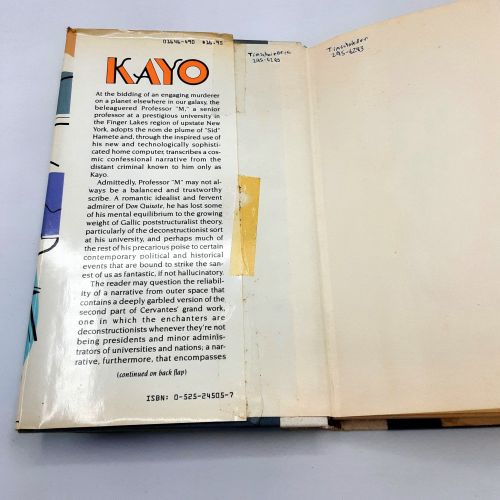 01646-490 $16.95
KAYO
At the bidding of an engaging murderer
on a planet elsewhere in our galaxy, the
beleaguered Professor "M," a senior
professor at a prestigious university in
the Finger Lakes region of upstate New
York, adopts the nom de plume of "Sid"
Hamete and, through the inspired use of
his new and technologically sophisti-
cated home computer, transcribes a cos-
mic confessional narrative from the
distant criminal known to him only as
Kayo.
Admittedly, Professor "M" may not al-
ways be a balanced and trustworthy
scribe. A romantic idealist and fervent
admirer of Don Quixote, he has lost some
of his mental equilibrium to the growing
weight of Gallic poststructuralist theory,
particularly of the deconstructionist sort
at his university, and perhaps much of
the rest of his precarious poise to certain
contemporary political and historical
events that are bound to strike the san-
est of us as fantastic, if not hallucinatory.
The reader may question the reliabil-
ity of a narrative from outer space that
contains a deeply garbled version of the
second part of Cervantes' grand work,
one in which the enchanters are
deconstructionists whenever they're not
being presidents and minor adminis-
trators of universities and nations; a nar-
rative, furthermore, that encompasses
(continued on back flap)
ISBN: 0-525-24505-7